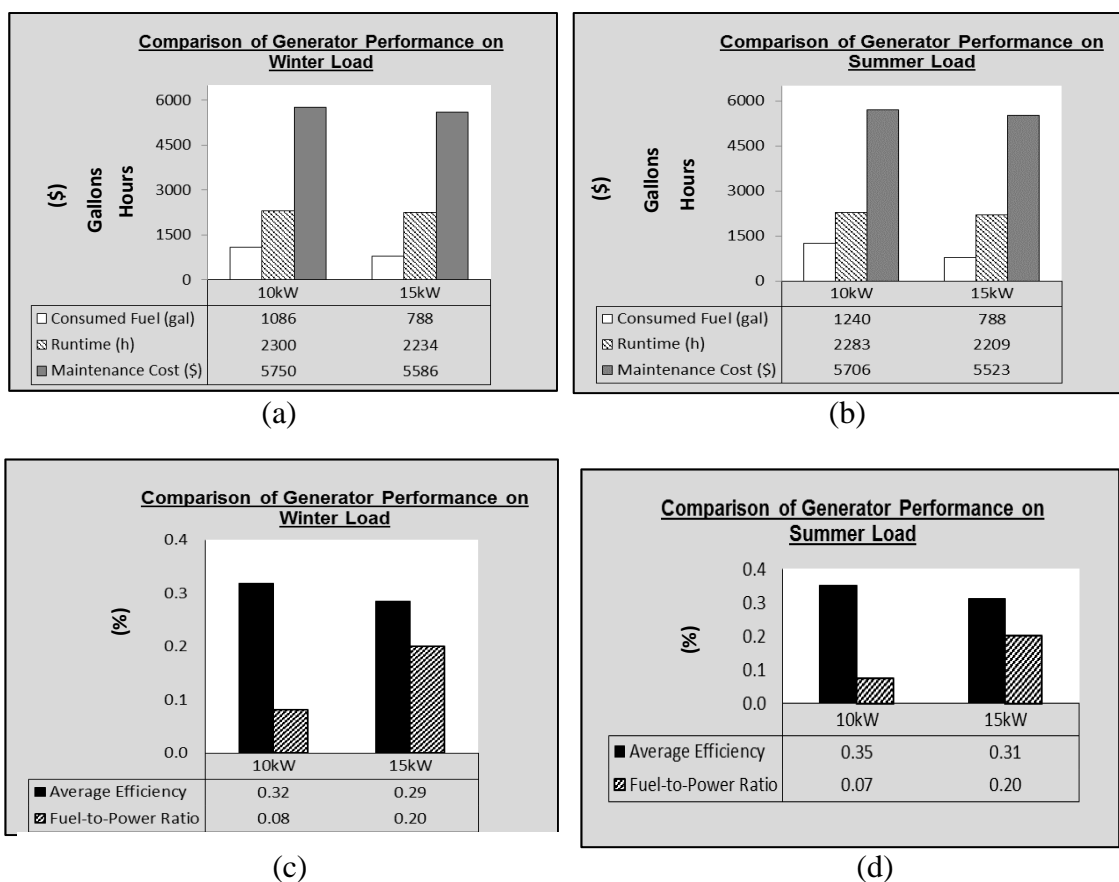 Comparison of Generator Performance on
Winter Load
6000
4500
3000
1500
0
($)
Gallons
Hours
10kW 15kW
Consumed Fuel (gal) 1086 788
Runtime (h) 2300 2234
Maintenance Cost ($) 5750 5586
(a)
Comparison of Generator Performance on
Summer Load
6000
4500
3000
1500
0
($)
Gallons
Hours
10kW 15kW
Consumed Fuel (gal) 1240 788
Runtime (h) 2283 2209
Maintenance Cost ($) 5706 5523
(b)
Comparison of Generator Performance on
Winter Load
0.4
0.3
0.2
0.1
0.0
(%)
10kW 15kW
Average Efficiency 0.32 0.29
Fuel-to-Power Ratio 0.08 0.20
(c)
Comparison of Generator Performance on
Summer Load
0.4
0.3
0.2
0.1
0.0
(%)
10kW 15kW
Average Efficiency 0.35 0.31
Fuel-to-Power Ratio 0.07 0.20
(d)